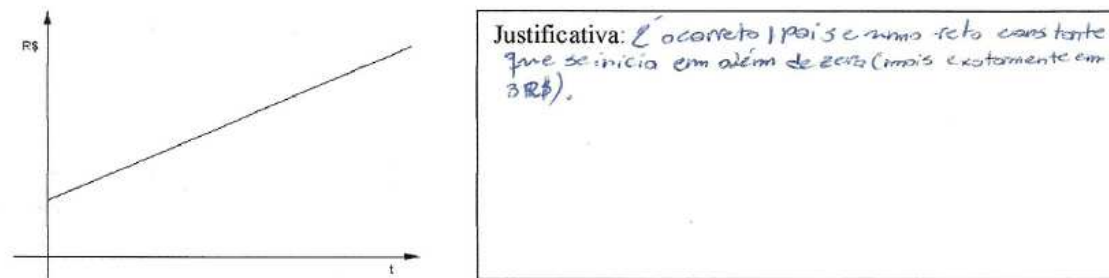 R$
t
Justificativa: É o correto, pois e uma reta constante
que se inicia em além de zero (mais exatamente em
3 R$).